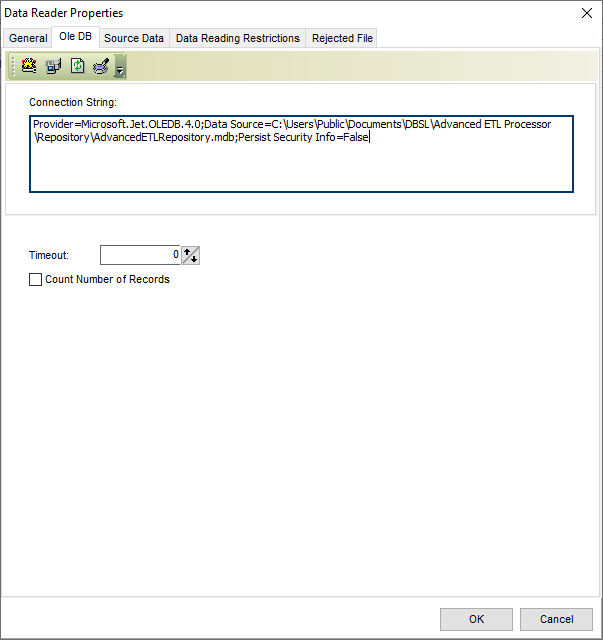 Data Reader Properties
General Ole DB Source Data Data Reading Restrictions Rejected File
Connection String:
Provider=Microsoft.Jet.OLEDB.4.0;Data Source=C:\Users\Public\Documents\DBSL\Advanced ETL Processor
\Repository\AdvancedETLRepository.mdb;Persist Security Info=False
Timeout: 0
Count Number of Records
OK Cancel